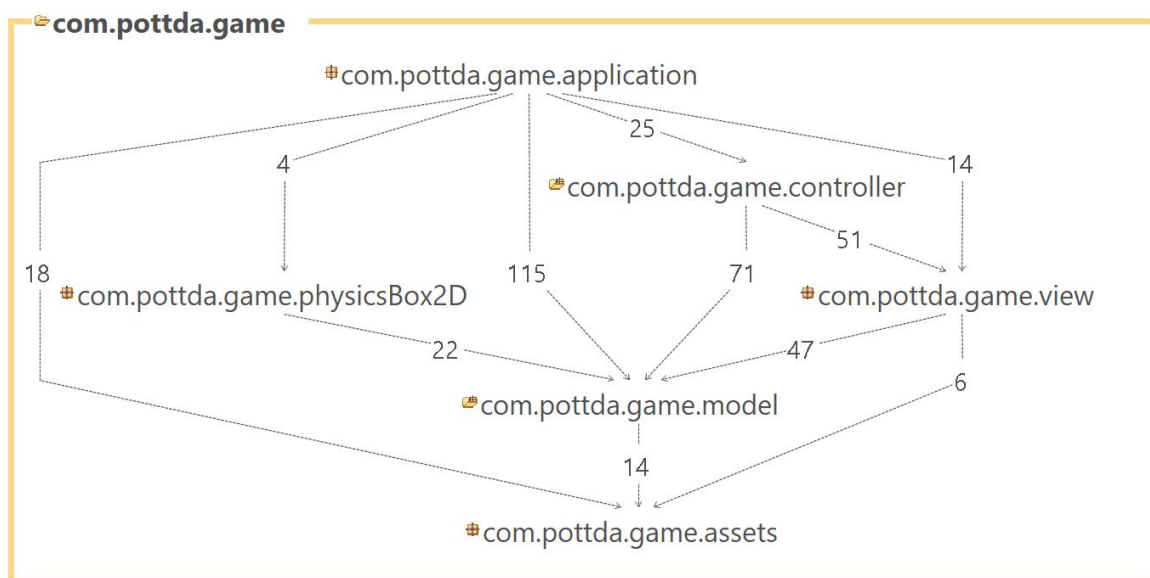 com.pottda.game
com.pottda.game.application
25
4
14
com.pottda.game.controller
51
18
115
71
com.pottda.game.physicsBox2D
com.pottda.game.view
22
47
6
com.pottda.game.model
14
com.pottda.game.assets